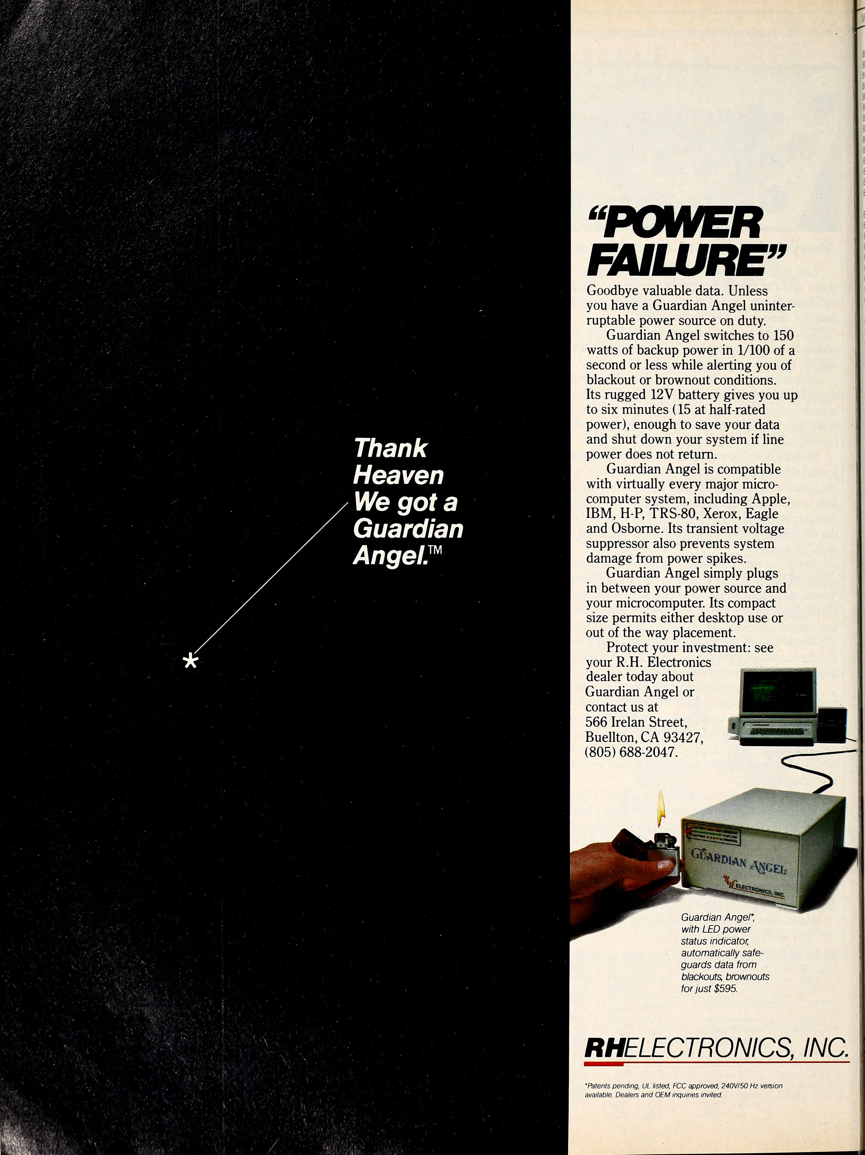 Thank
Heaven
We got a
Guardian
Angel.™
*
“POWER
FAILURE”
Goodbye valuable data. Unless
you have a Guardian Angel uninter-
ruptable power source on duty.
Guardian Angel switches to 150
watts of backup power in 1/100 of a
second or less while alerting you of
blackout or brownout conditions.
Its rugged 12V battery gives you up
to six minutes (15 at half-rated
power), enough to save your data
and shut down your system if line
power does not return.
Guardian Angel is compatible
with virtually every major micro-
computer system, including Apple,
IBM, H-P, TRS-80, Xerox, Eagle
and Osborne. Its transient voltage
suppressor also prevents system
damage from power spikes.
Guardian Angel simply plugs
in between your power source and
your microcomputer. Its compact
size permits either desktop use or
out of the way placement.
Protect your investment: see
your R.H. Electronics
dealer today about
Guardian Angel or
contact us at
566 Irelan Street,
Buellton, CA 93427,
(805) 688-2047.
GUARDIAN ANGEL
RH ELECTRONICS, INC.
Guardian Angel*,
with LED power
status indicator,
automatically safe-
guards data from
blackouts, brownouts
for just $595.
RHELECTRONICS, INC.
*Patents pending, UL listed, FCC approved, 240V/50 Hz version
available. Dealers and OEM inquiries invited.